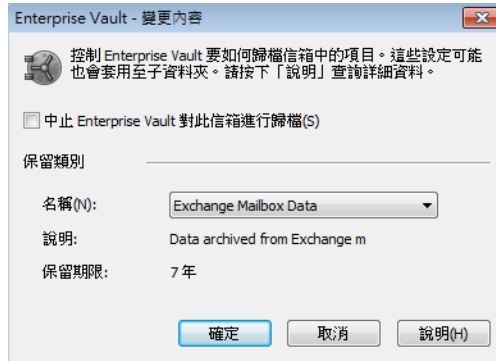 Enterprise Vault - 變更內容
控制 Enterprise Vault 要如何歸檔信箱中的項目。這些設定可能
也會套用至子資料夾。請按下「說明」查詢詳細資料。
中止 Enterprise Vault 對此信箱進行歸檔(S)
保留類別
名稱(N): Exchange Mailbox Data
說明: Data archived from Exchange m
保留期限: 7 年
確定 取消 說明(H)